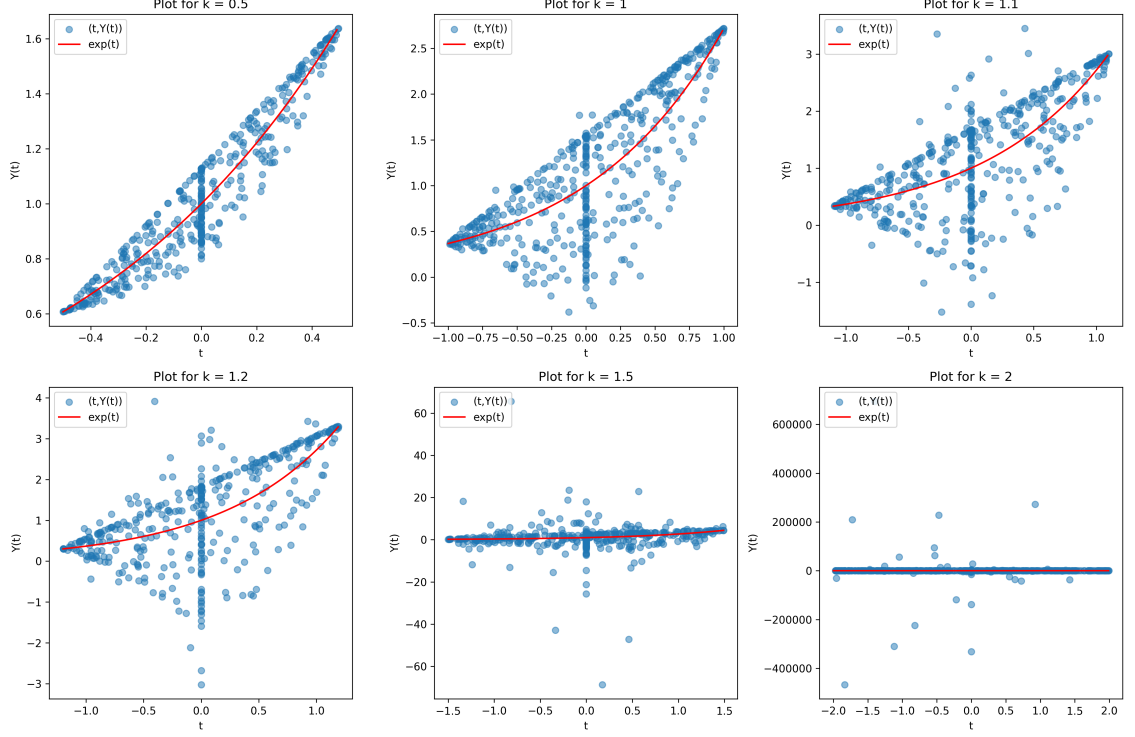 Plot for k = 0.5
(t,Y(t))
exp(t)
1.6
1.4
1.2
1.0
0.8
0.6
Y(t)
−0.4 −0.2 0.0 0.2 0.4
t
Plot for k = 1
(t,Y(t))
exp(t)
2.5
2.0
1.5
1.0
0.5
0.0
−0.5
Y(t)
−1.00 −0.75 −0.50 −0.25 0.00 0.25 0.50 0.75 1.00
t
Plot for k = 1.1
(t,Y(t))
exp(t)
3
2
1
0
−1
Y(t)
−1.0 −0.5 0.0 0.5 1.0
t
Plot for k = 1.2
(t,Y(t))
exp(t)
4
3
2
1
0
−1
−2
−3
Y(t)
−1.0 −0.5 0.0 0.5 1.0
t
Plot for k = 1.5
(t,Y(t))
exp(t)
60
40
20
0
−20
−40
−60
Y(t)
−1.5 −1.0 −0.5 0.0 0.5 1.0 1.5
t
Plot for k = 2
(t,Y(t))
exp(t)
600000
400000
200000
0
−200000
−400000
Y(t)
−2.0 −1.5 −1.0 −0.5 0.0 0.5 1.0 1.5 2.0
t